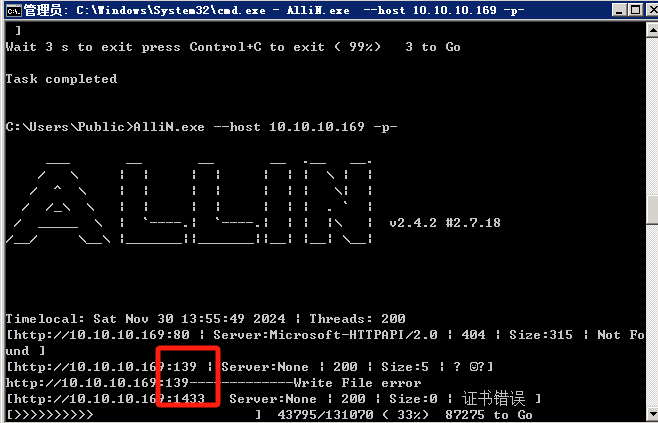 管理员: C:\Windows\System32\cmd.exe - AlliN.exe  --host 10.10.10.169 -p-
]
Wait 3 s to exit press Control+C to exit ( 99%)   3 to Go
Task completed
C:\Users\Public>AlliN.exe --host 10.10.10.169 -p-
ALLIN
v2.4.2 #2.7.18
Timelocal: Sat Nov 30 13:55:49 2024 | Threads: 200
[http://10.10.10.169:80 | Server:Microsoft-HTTPAPI/2.0 | 404 | Size:315 | Not Fo
und ]
[http://10.10.10.169:139 | Server:None | 200 | Size:5 | ? ☺?]
http://10.10.10.169:139-------------Write File error
[http://10.10.10.169:1433   Server:None | 200 | Size:0 | 证书错误 ]
[>>>>>>>>>>                    ]  43795/131070 ( 33%)  87275 to Go